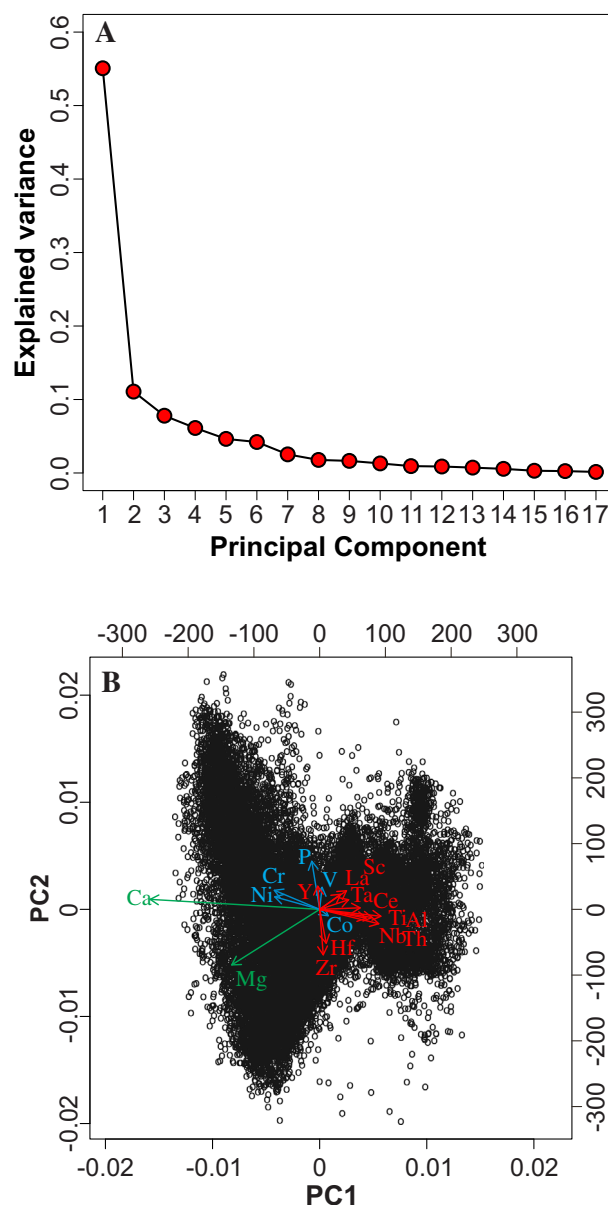 A
0.6
0.5
0.4
0.3
0.2
0.1
0.0
Explained variance
1 2 3 4 5 6 7 8 9 10 11 12 13 14 15 16 17
Principal Component
-300 -200 -100 0 100 200 300
B
0.02
0.01
0
-0.01
-0.02
PC2
300
200
100
0
-100
-200
-300
P
Sc
Cr
V
La
Ni
Y
Ta
Ce
Ca
Co
Ti
Al
Nb
Th
Hf
Zr
Mg
-0.02 -0.01 0 0.01 0.02
PC1